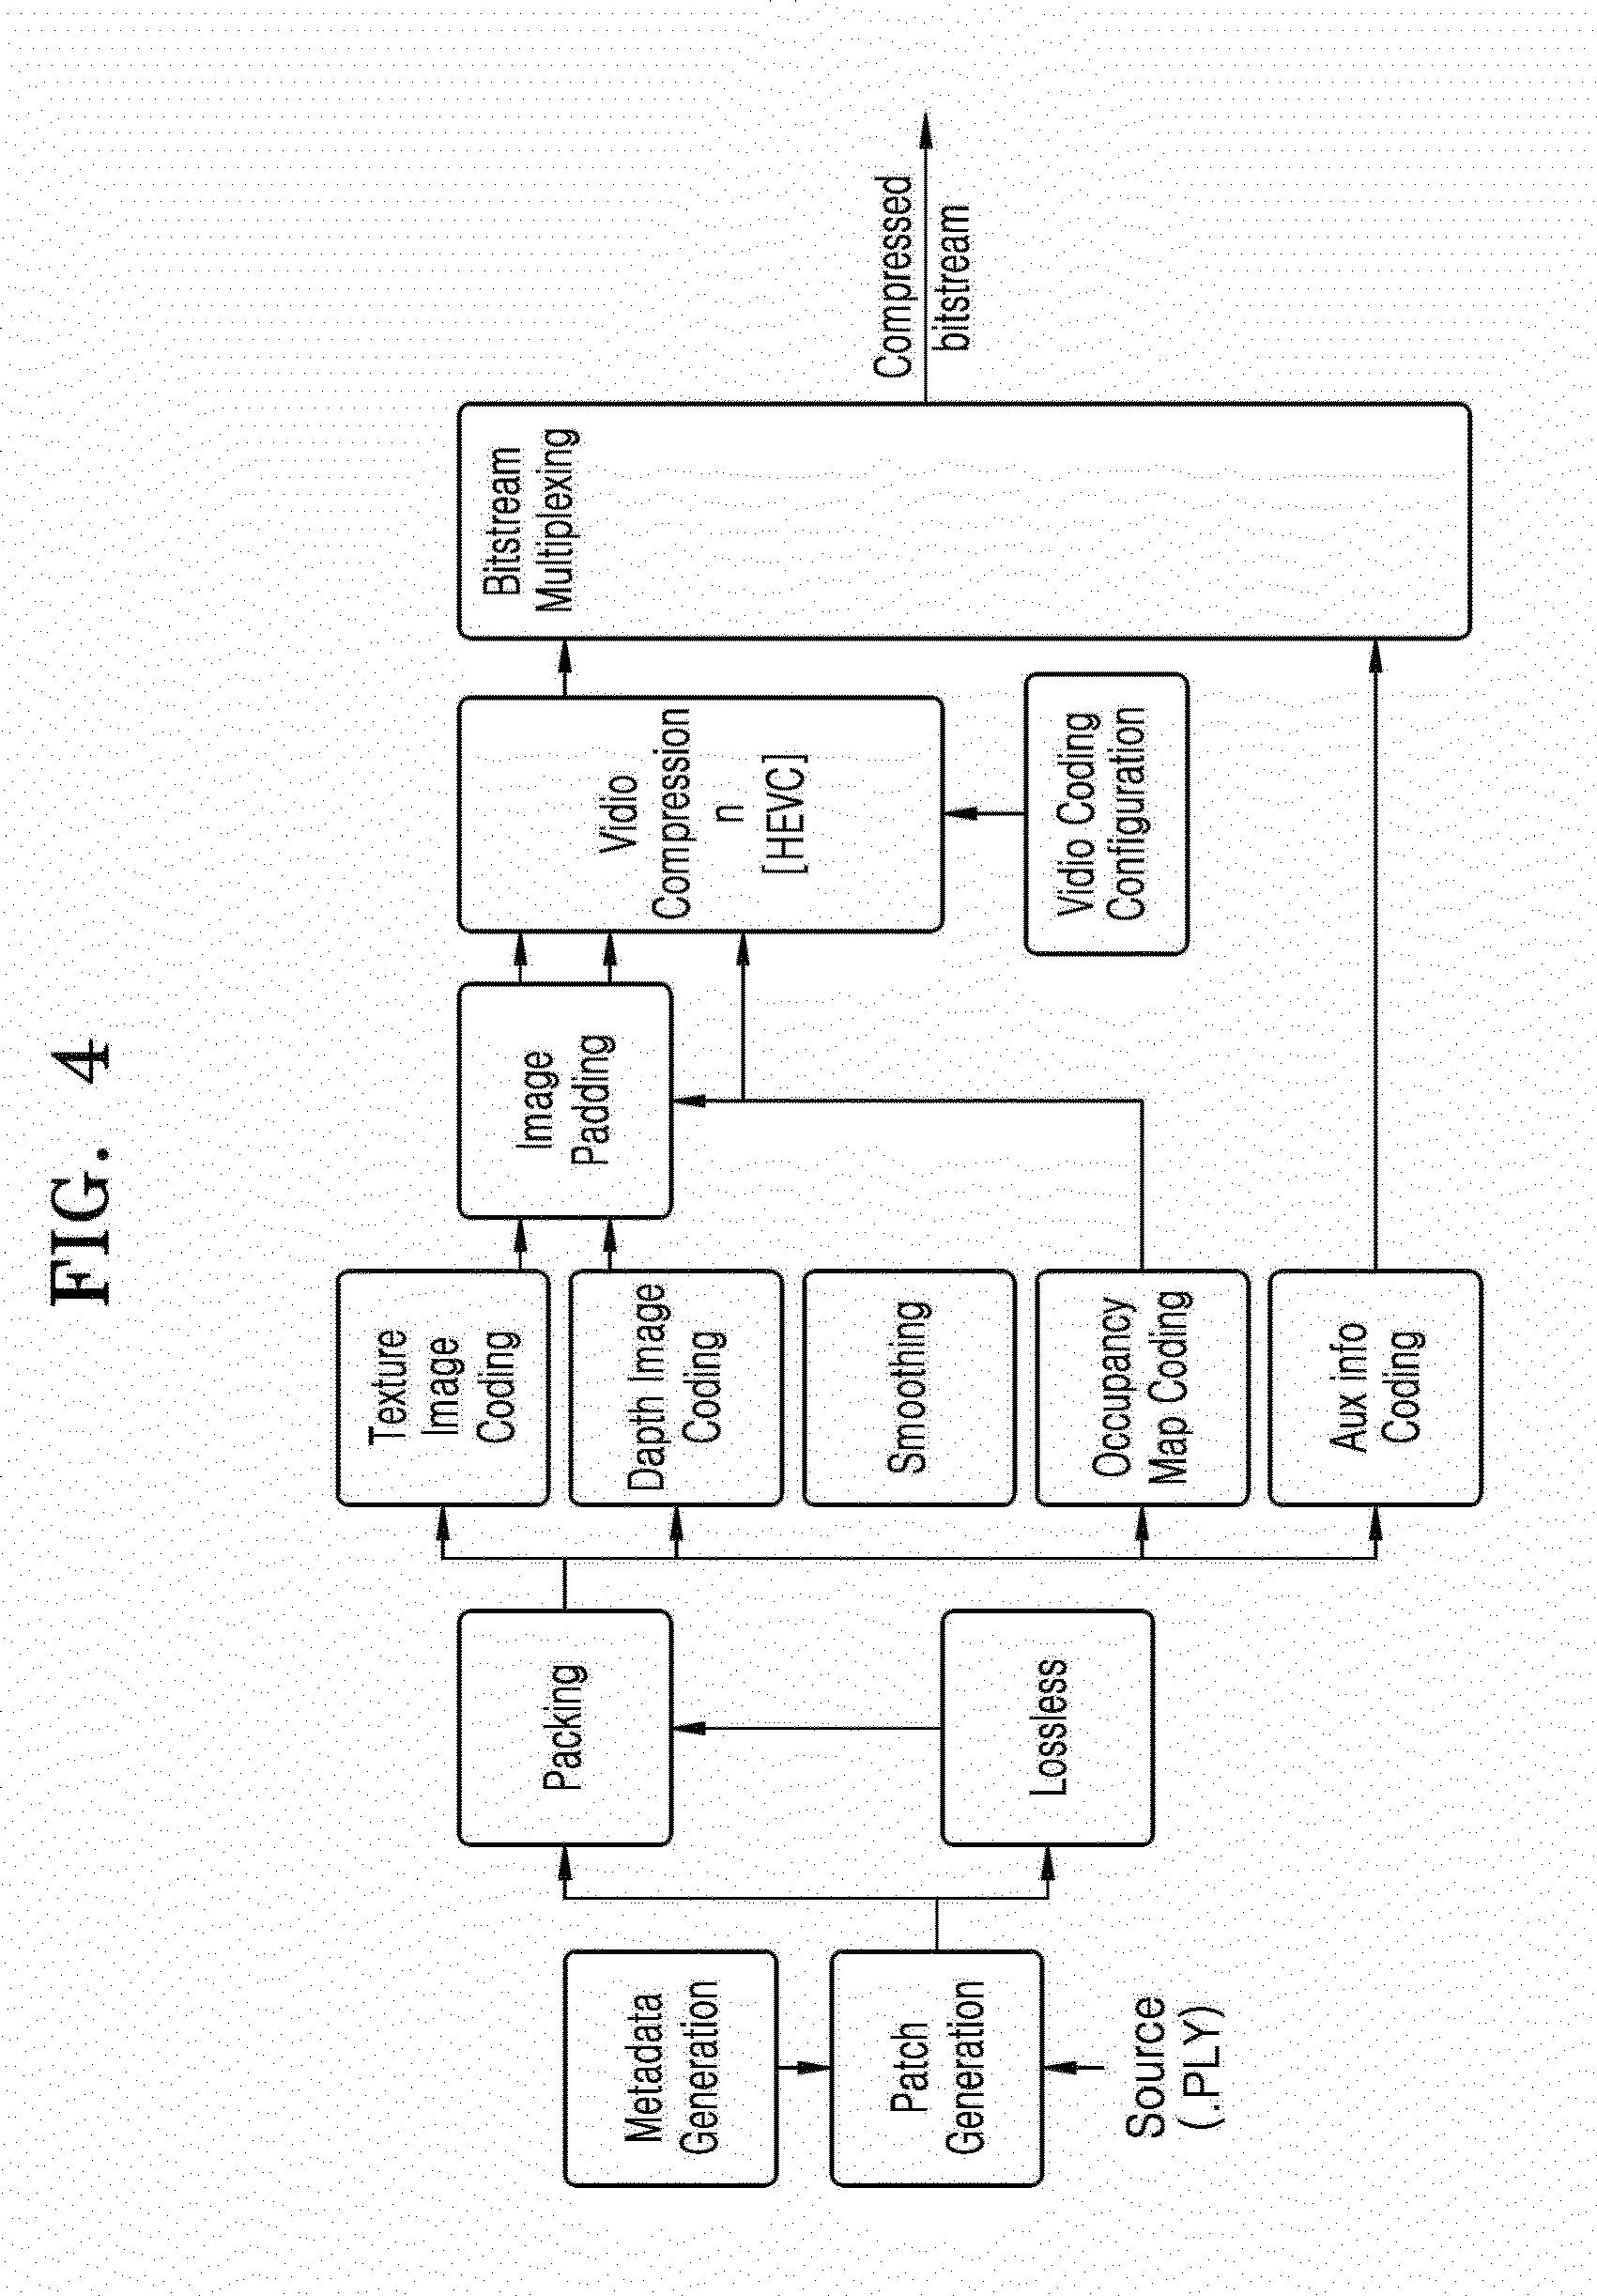 FIG. 4
Metadata
Generation
Patch
Generation
Source
(.PLY)
Packing
Lossless
Texture
Image
Coding
Dapth Image
Coding
Smoothing
Occupancy
Map Coding
Aux info
Coding
Image
Padding
Vidio
Compression
n
[HEVC]
Vidio Coding
Configuration
Bitstream
Multiplexing
Compressed
bitstream